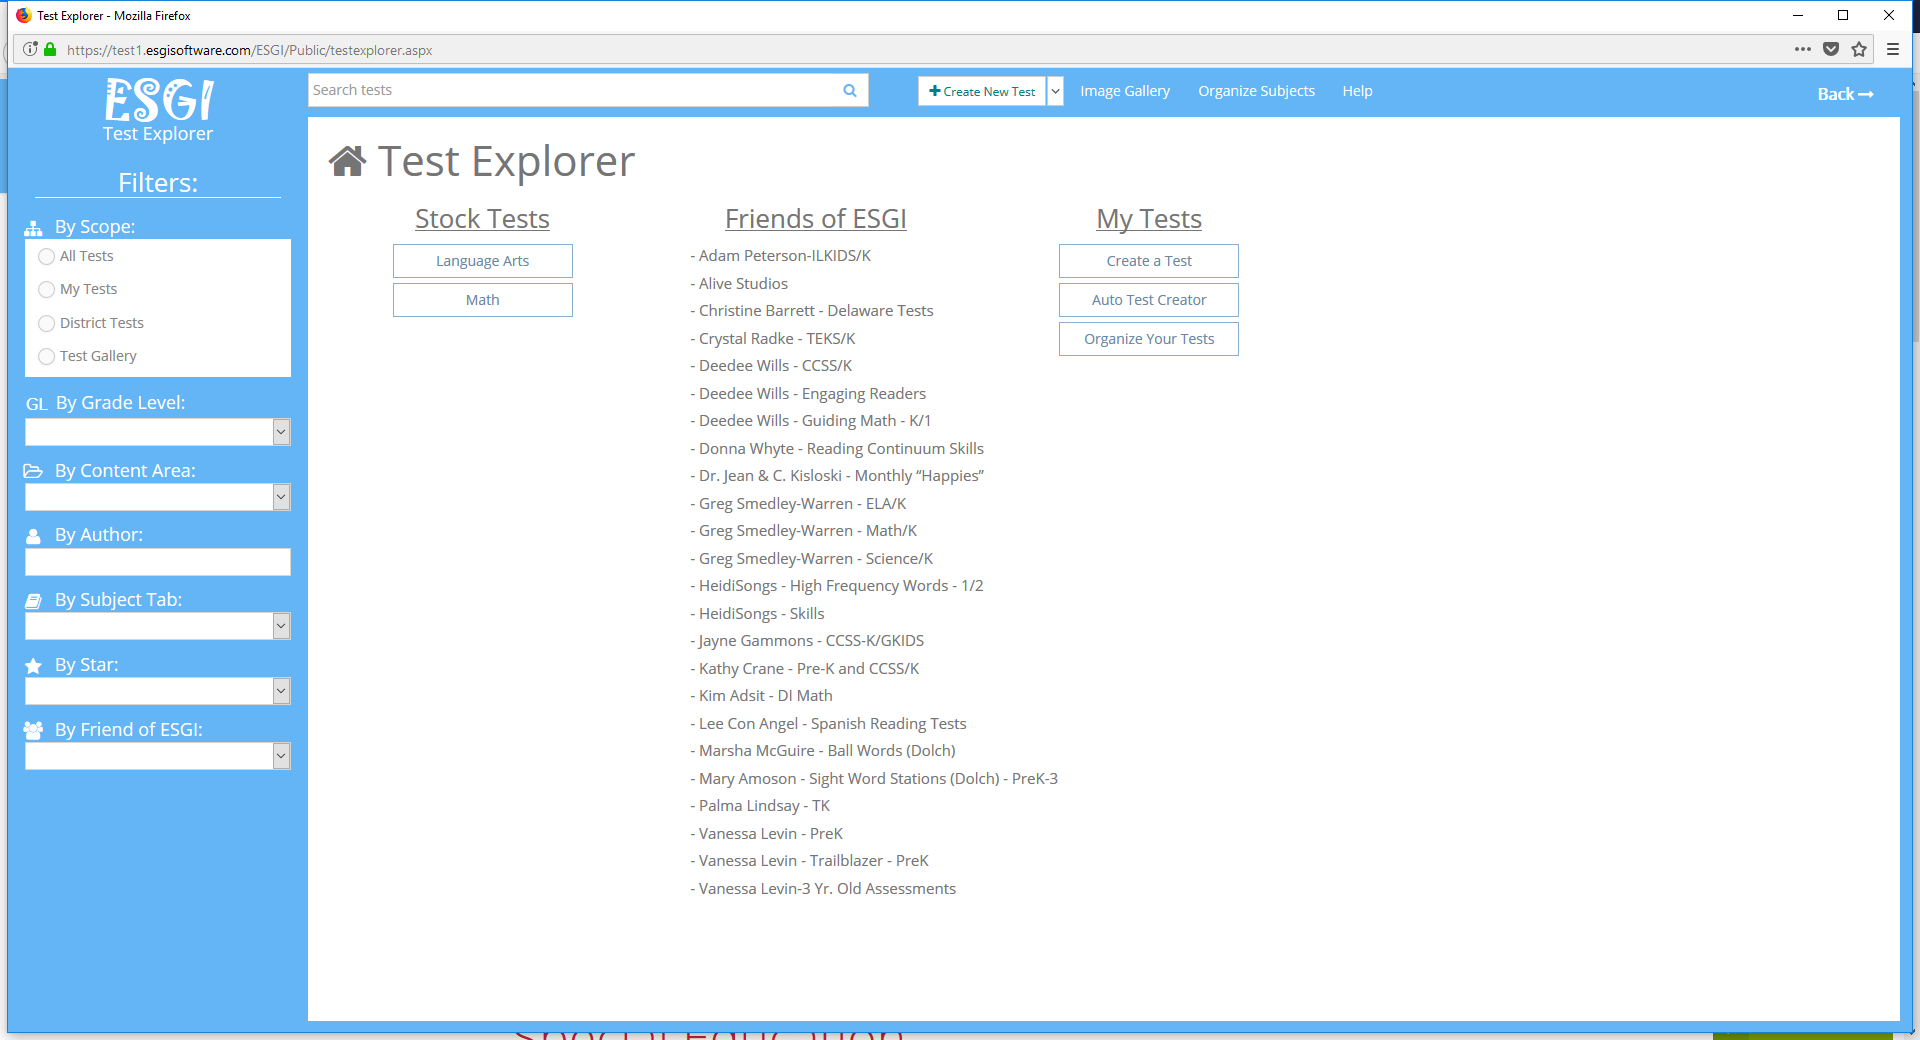 Test Explorer - Mozilla Firefox
https://test1.esgisoftware.com/ESGI/Public/testexplorer.aspx
ESGI
Test Explorer
Search tests
Create New Test
Image Gallery
Organize Subjects
Help
Back
Filters:
By Scope:
All Tests
My Tests
District Tests
Test Gallery
GL By Grade Level:
By Content Area:
By Author:
By Subject Tab:
By Star:
By Friend of ESGI:
Test Explorer
Stock Tests
Language Arts
Math
Friends of ESGI
- Adam Peterson-ILKIDS/K
- Alive Studios
- Christine Barrett - Delaware Tests
- Crystal Radke - TEKS/K
- Deedee Wills - CCSS/K
- Deedee Wills - Engaging Readers
- Deedee Wills - Guiding Math - K/1
- Donna Whyte - Reading Continuum Skills
- Dr. Jean & C. Kisloski - Monthly “Happies”
- Greg Smedley-Warren - ELA/K
- Greg Smedley-Warren - Math/K
- Greg Smedley-Warren - Science/K
- HeidiSongs - High Frequency Words - 1/2
- HeidiSongs - Skills
- Jayne Gammons - CCSS-K/GKIDS
- Kathy Crane - Pre-K and CCSS/K
- Kim Adsit - DI Math
- Lee Con Angel - Spanish Reading Tests
- Marsha McGuire - Ball Words (Dolch)
- Mary Amoson - Sight Word Stations (Dolch) - PreK-3
- Palma Lindsay - TK
- Vanessa Levin - PreK
- Vanessa Levin - Trailblazer - PreK
- Vanessa Levin-3 Yr. Old Assessments
My Tests
Create a Test
Auto Test Creator
Organize Your Tests